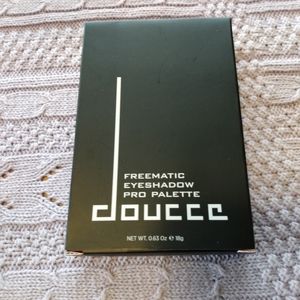 FREEMATIC
EYESHADOW
PRO PALETTE
doucce
NET WT. 0.63 Oz ℮ 18g